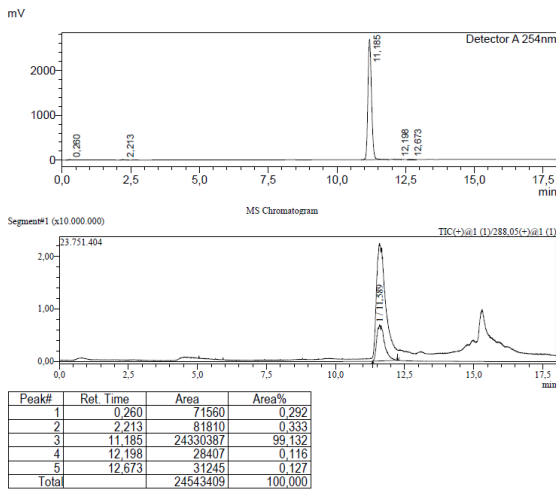 mV
Detector A 254nm
2000
1000
0
0,260
2,213
11,185
12,198
12,673
0,0 2,5 5,0 7,5 10,0 12,5 15,0 17,5
min
MS Chromatogram
Segment#1 (x10.000.000)
TIC(+)@1 (1)/288,05(+)@1 (1)
23.751.404
2,00
1,00
0,00
1 / 11,589
0,0 2,5 5,0 7,5 10,0 12,5 15,0 17,5
min
Peak# Ret. Time Area Area%
1 0,260 71560 0,292
2 2,213 81810 0,333
3 11,185 24330387 99,132
4 12,198 28407 0,116
5 12,673 31245 0,127
Total 24543409 100,000